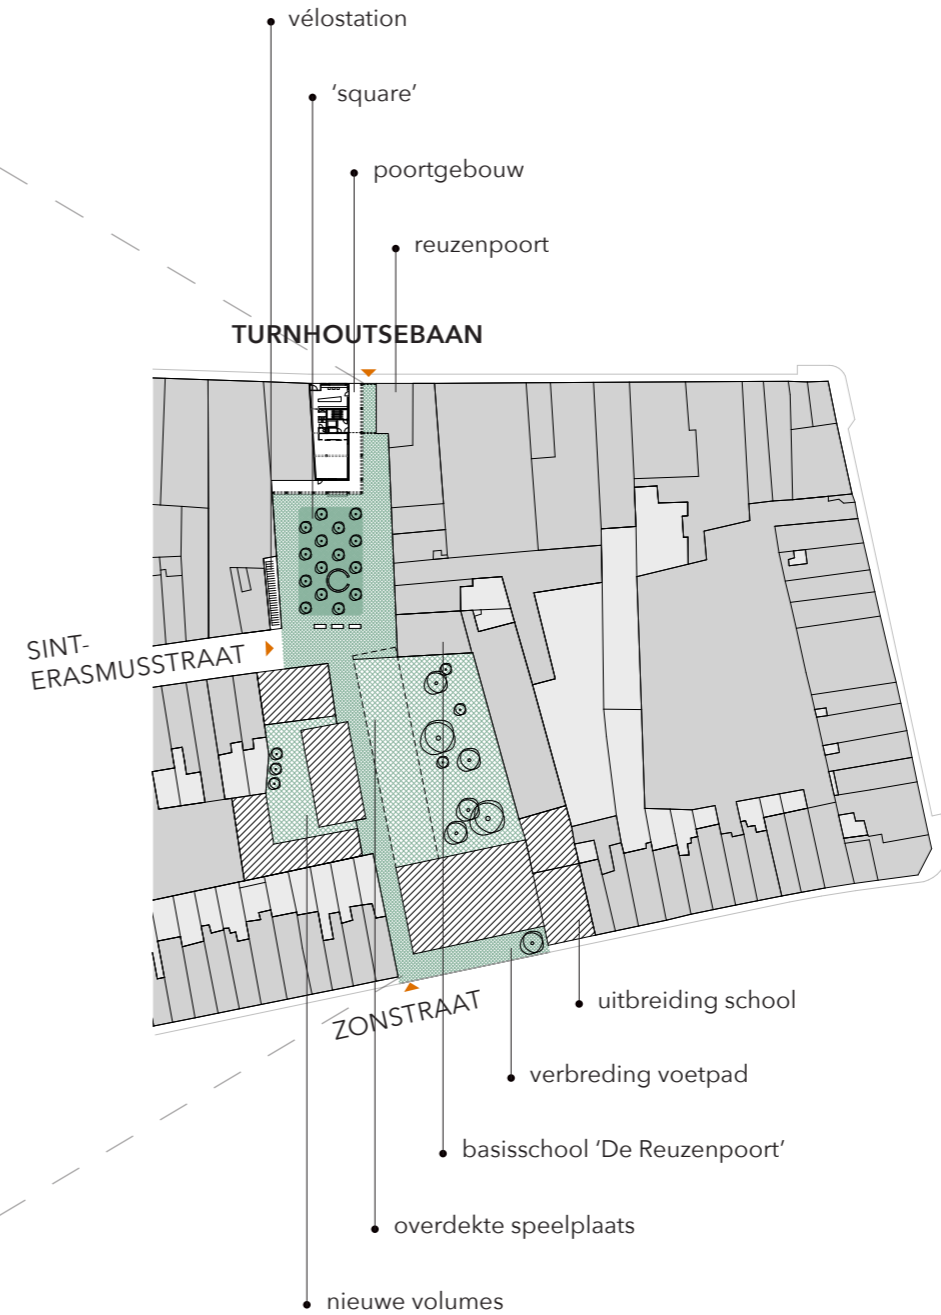 vélostation
‘square’
poortgebouw
reuzenpoort
TURNHOUTSEBAAN
SINT-
ERASMUSSTRAAT
ZONSTRAAT
uitbreiding school
verbreding voetpad
basisschool ‘De Reuzenpoort’
overdekte speelplaats
nieuwe volumes